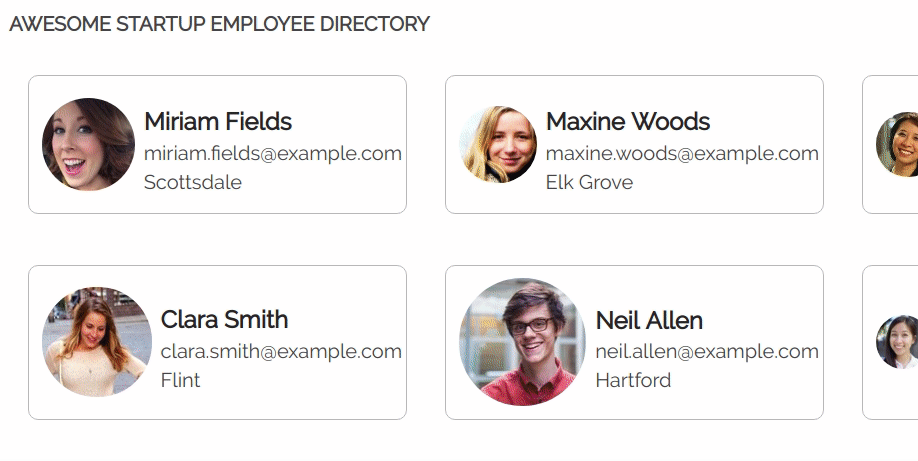 AWESOME STARTUP EMPLOYEE DIRECTORY
Miriam Fields
miriam.fields@example.com
Scottsdale
Maxine Woods
maxine.woods@example.com
Elk Grove
Clara Smith
clara.smith@example.com
Flint
Neil Allen
neil.allen@example.com
Hartford